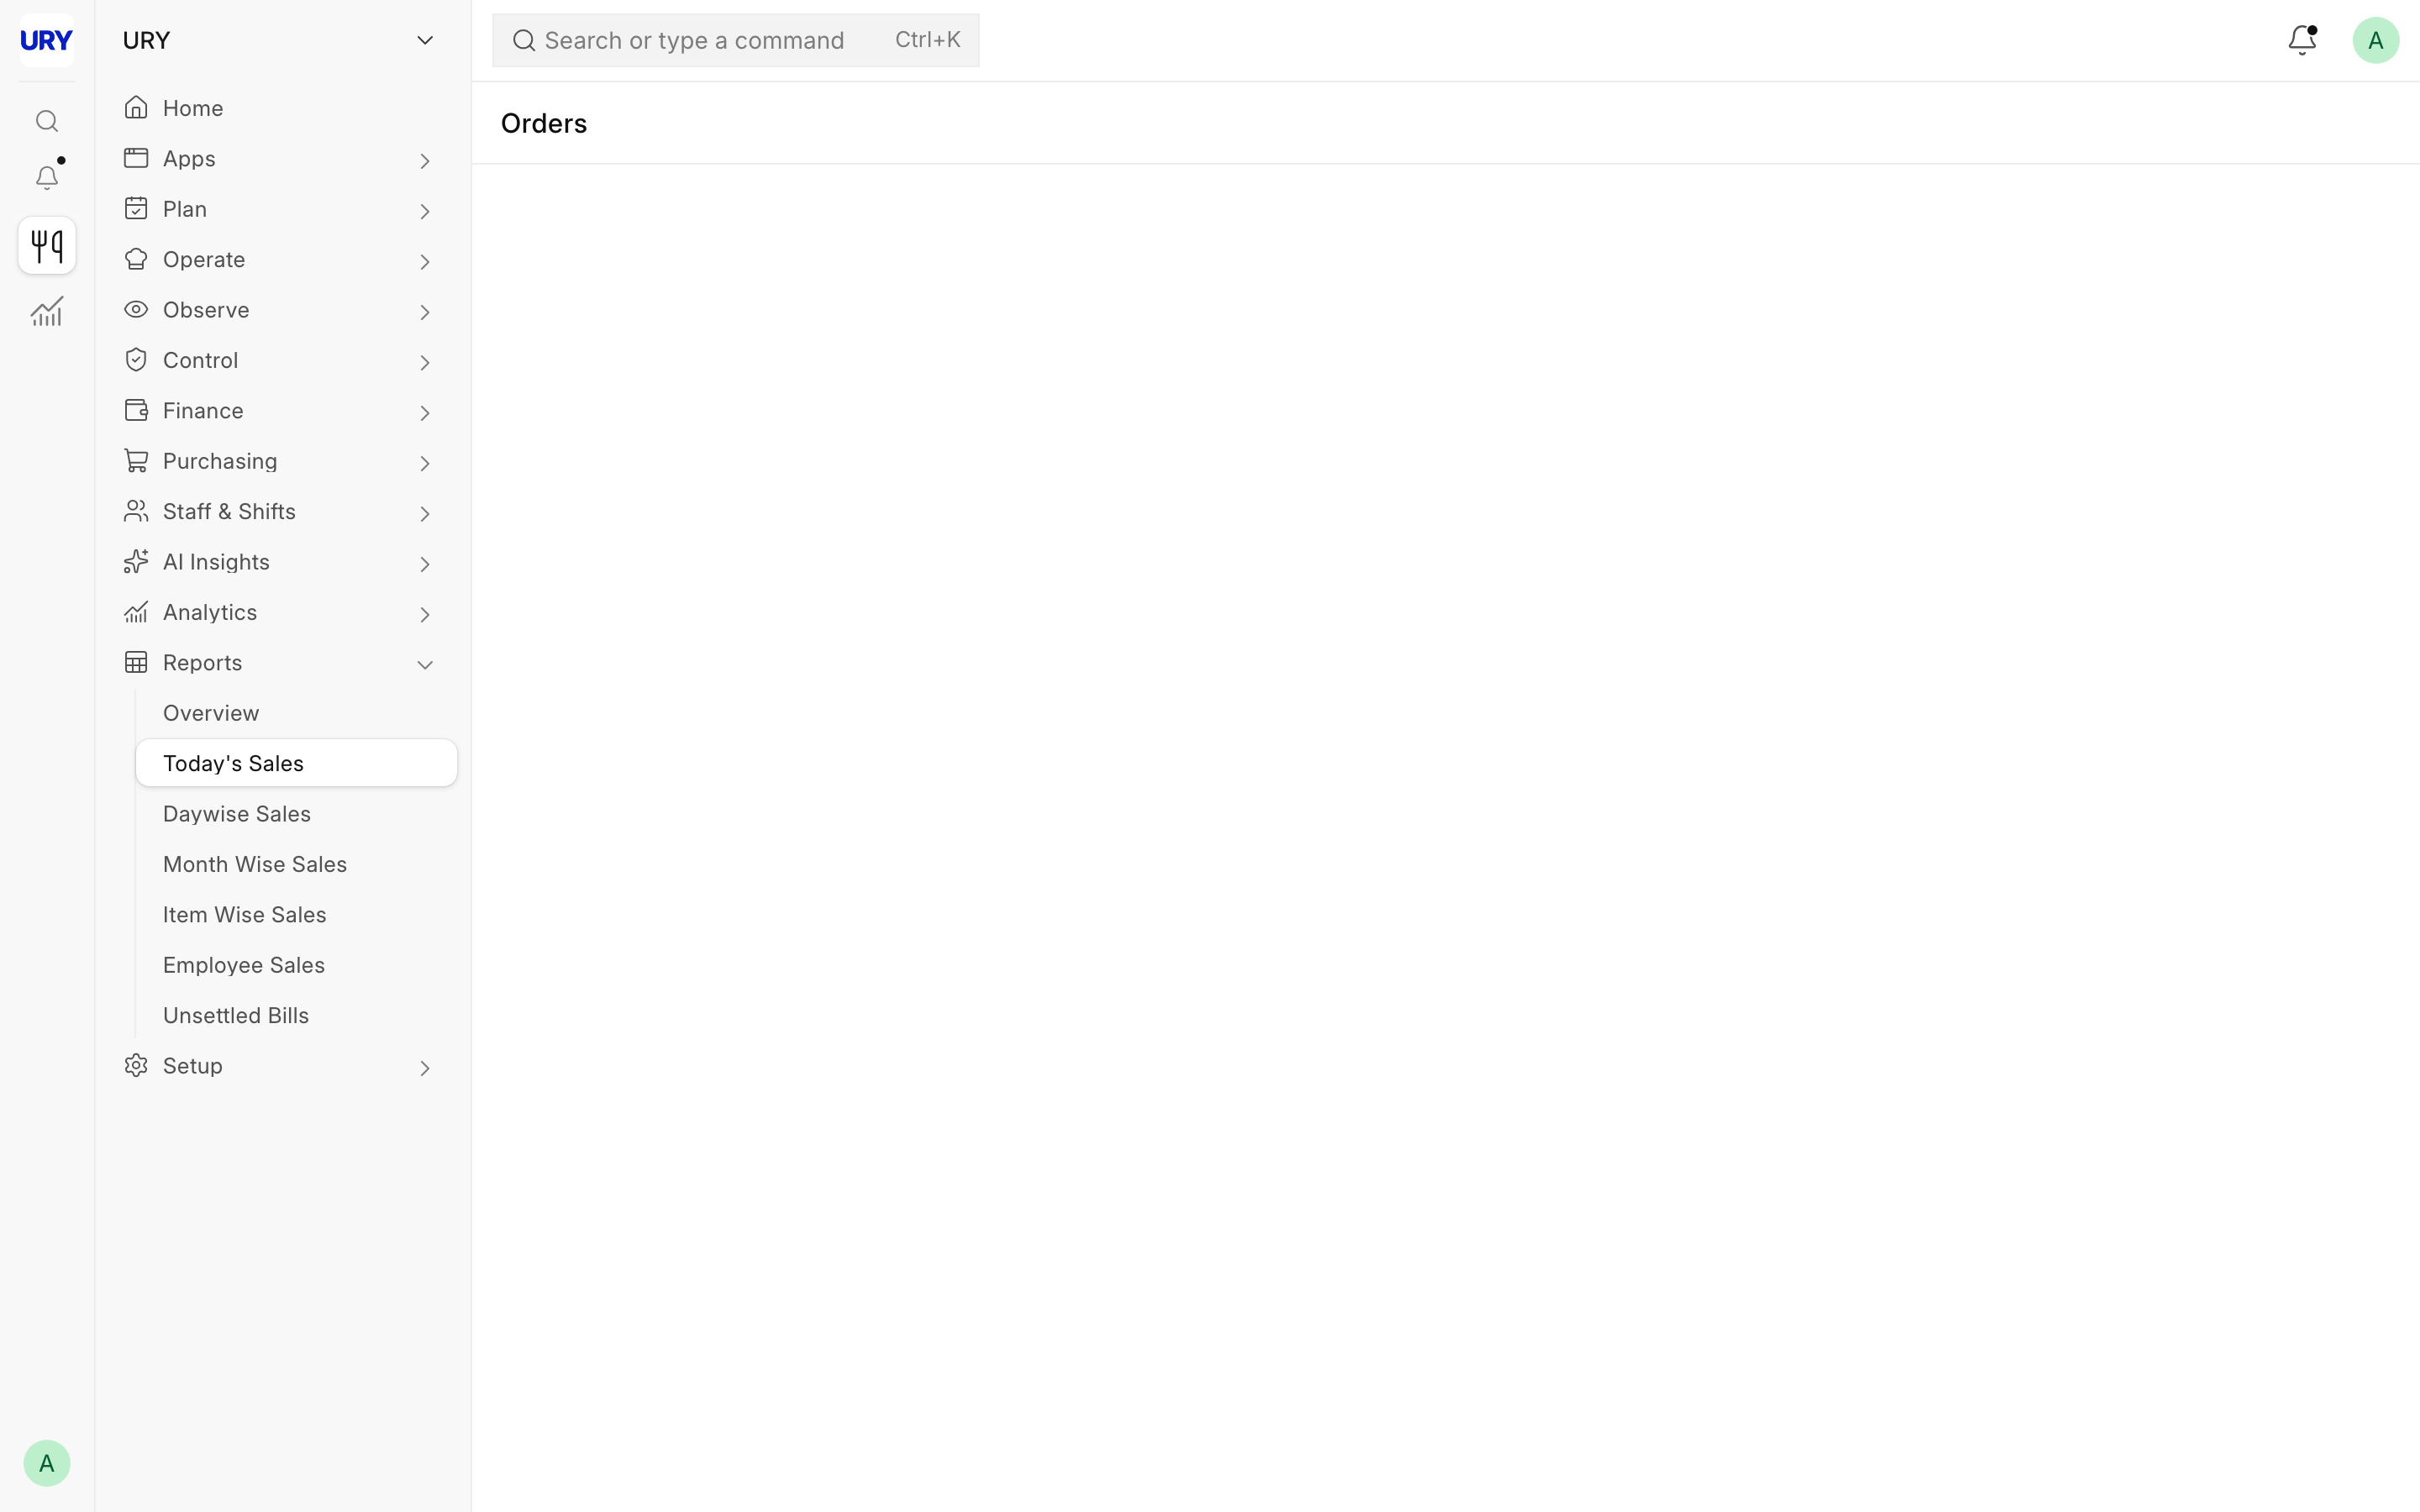 URY
URY
Search or type a command Ctrl+K
A
Orders
Home
Apps
Plan
Operate
Observe
Control
Finance
Purchasing
Staff & Shifts
AI Insights
Analytics
Reports
Overview
Today's Sales
Daywise Sales
Month Wise Sales
Item Wise Sales
Employee Sales
Unsettled Bills
Setup
A